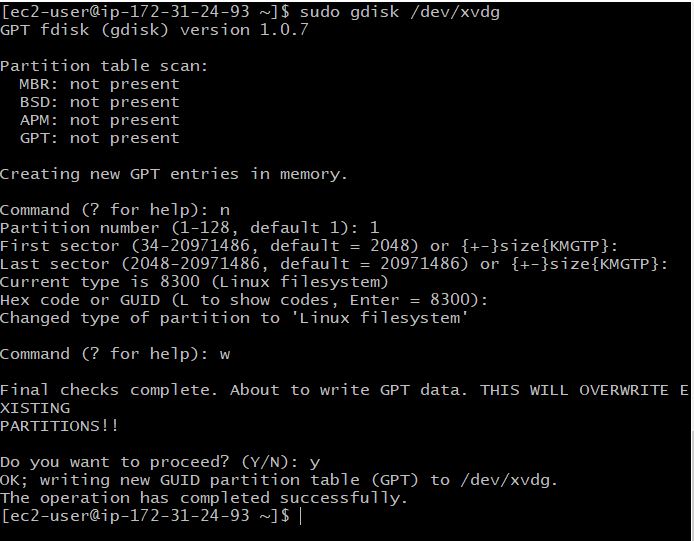 [ec2-user@ip-172-31-24-93 ~]$ sudo gdisk /dev/xvdg
GPT fdisk (gdisk) version 1.0.7
Partition table scan:
  MBR: not present
  BSD: not present
  APM: not present
  GPT: not present
Creating new GPT entries in memory.
Command (? for help): n
Partition number (1-128, default 1): 1
First sector (34-20971486, default = 2048) or {+-}size{KMGTP}:
Last sector (2048-20971486, default = 20971486) or {+-}size{KMGTP}:
Current type is 8300 (Linux filesystem)
Hex code or GUID (L to show codes, Enter = 8300):
Changed type of partition to 'Linux filesystem'
Command (? for help): w
Final checks complete. About to write GPT data. THIS WILL OVERWRITE E
XISTING
PARTITIONS!!
Do you want to proceed? (Y/N): y
OK; writing new GUID partition table (GPT) to /dev/xvdg.
The operation has completed successfully.
[ec2-user@ip-172-31-24-93 ~]$